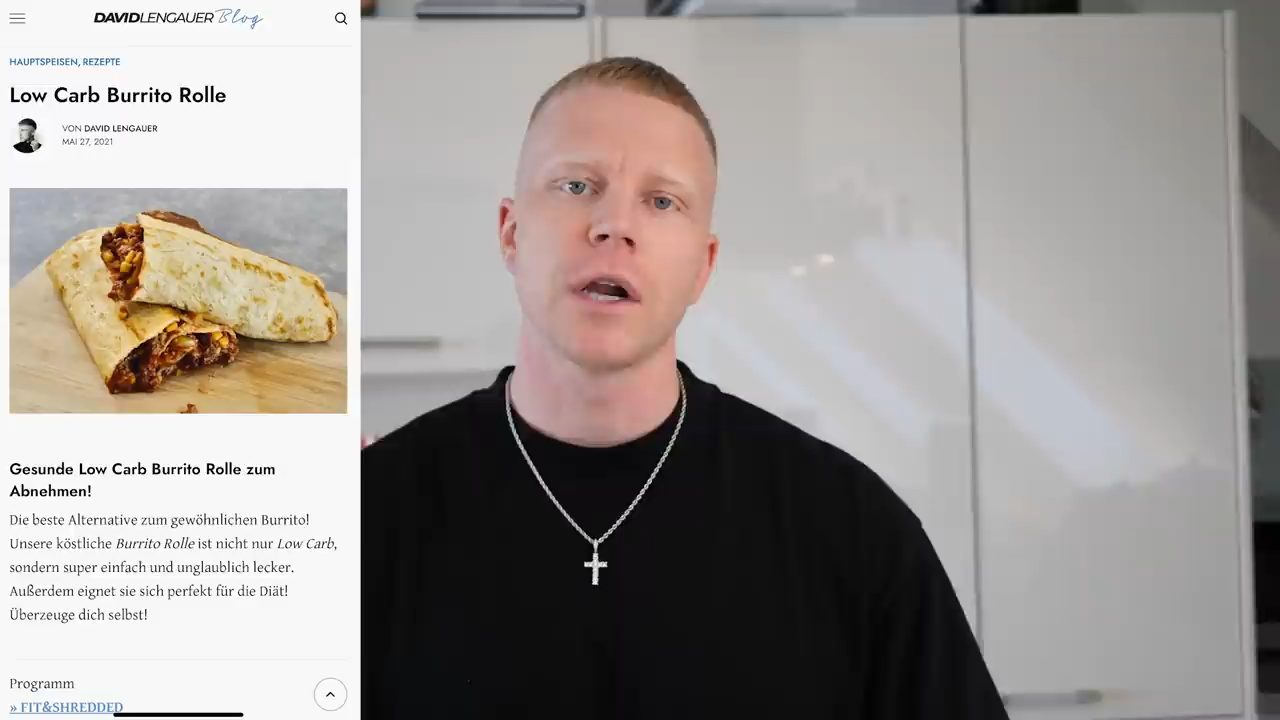 DAVIDLENGAUER Blog
HAUPTSPEISEN, REZEPTE
Low Carb Burrito Rolle
VON DAVID LENGAUER
MAI 27, 2021
Gesunde Low Carb Burrito Rolle zum
Abnehmen!
Die beste Alternative zum gewöhnlichen Burrito!
Unsere köstliche Burrito Rolle ist nicht nur Low Carb,
sondern super einfach und unglaublich lecker.
Außerdem eignet sie sich perfekt für die Diät!
Überzeuge dich selbst!
Programm
» FIT&SHREDDED